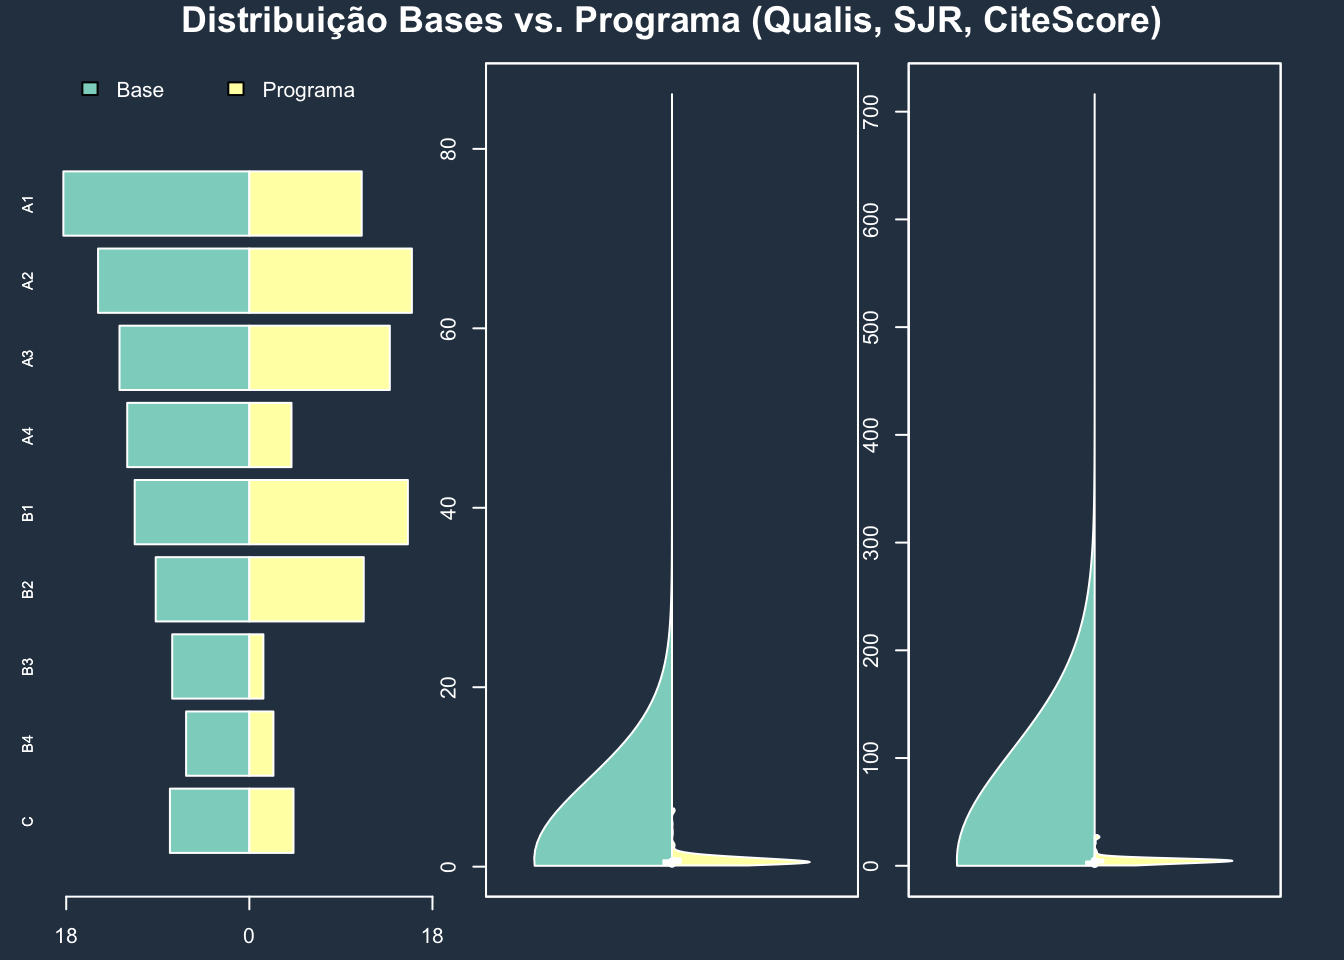 Distribuição Bases vs. Programa (Qualis, SJR, CiteScore)
Base Programa
A1
A2
A3
A4
B1
B2
B3
B4
C
18 0 18
80
60
40
20
0
700
600
500
400
300
200
100
0